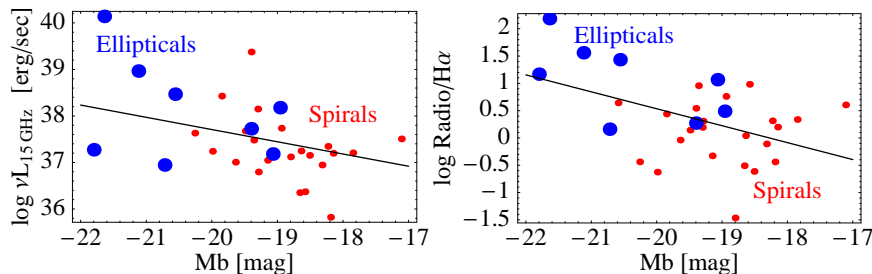 40
39
38
37
36
log νL15 GHz [erg/sec]
Ellipticals
Spirals
−22 −21 −20 −19 −18 −17
Mb [mag]
2
1.5
1
0.5
0
−0.5
−1
−1.5
log Radio/Hα
Ellipticals
Spirals
−22 −21 −20 −19 −18 −17
Mb [mag]